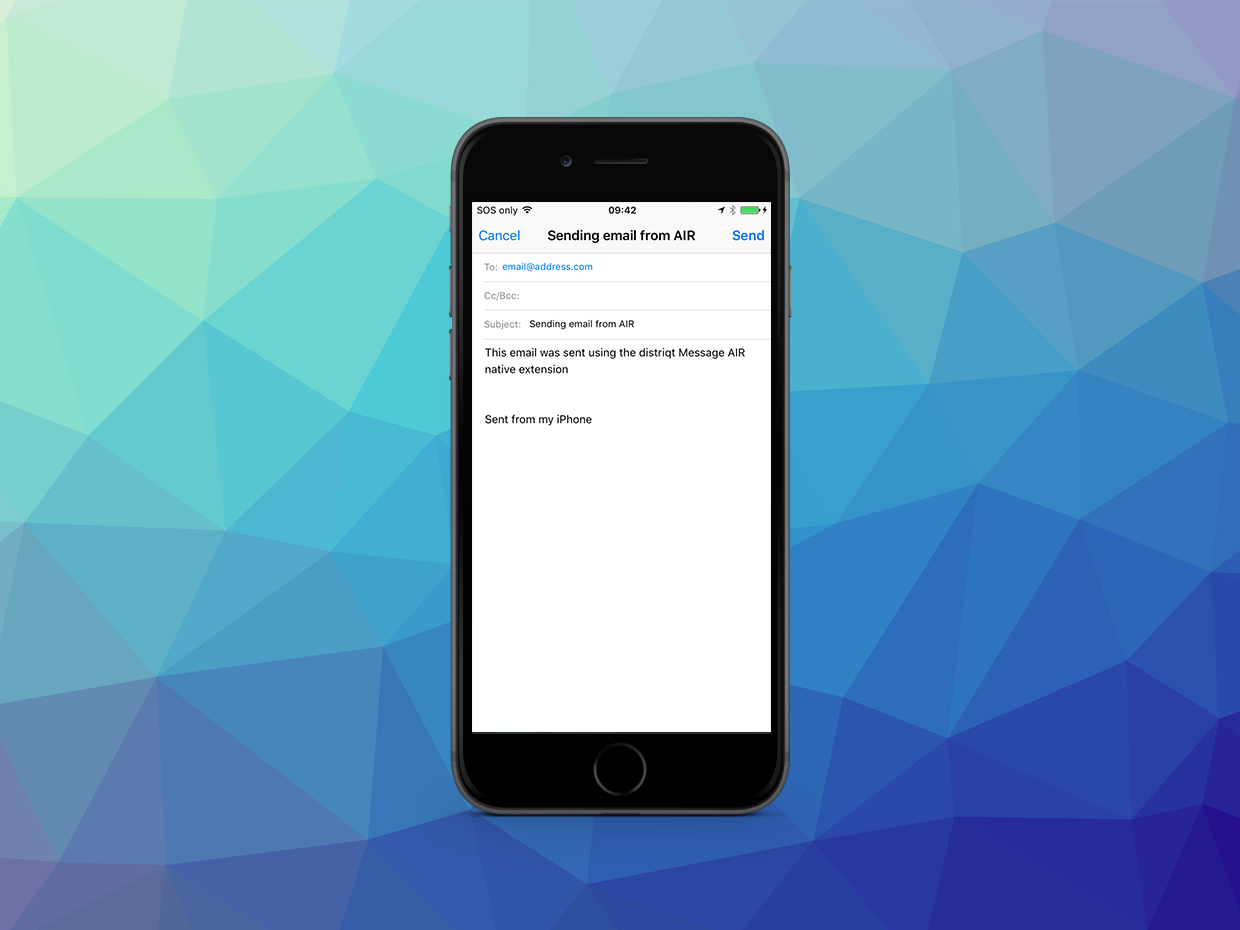 SOS only 09:42
Cancel Sending email from AIR Send
To: email@address.com
Cc/Bcc:
Subject: Sending email from AIR
This email was sent using the distriqt Message AIR
native extension
Sent from my iPhone